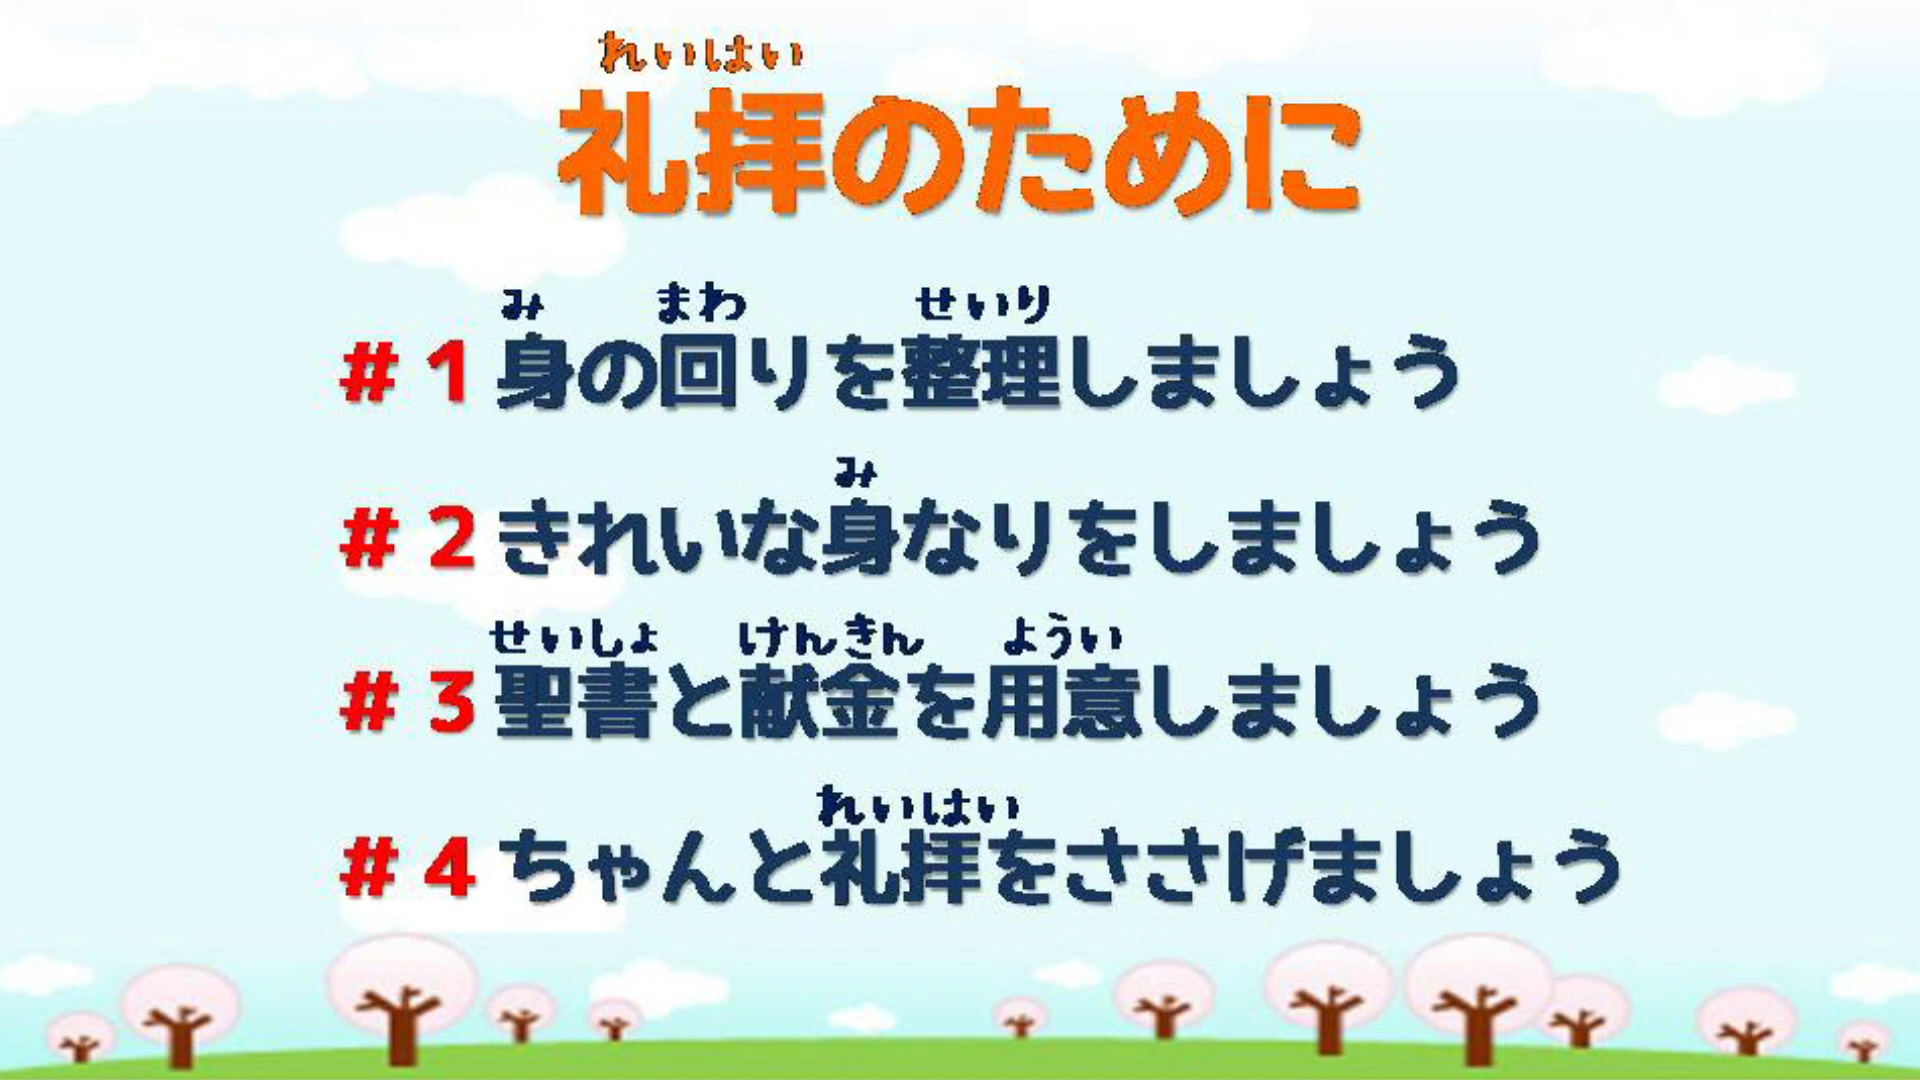 れいはい
礼拝のために
み まわ せいり
#1 身の回りを整理しましょう
み
#2 きれいな身なりをしましょう
せいしょ けんきん ようい
#3 聖書と献金を用意しましょう
れいはい
#4 ちゃんと礼拝をささげましょう